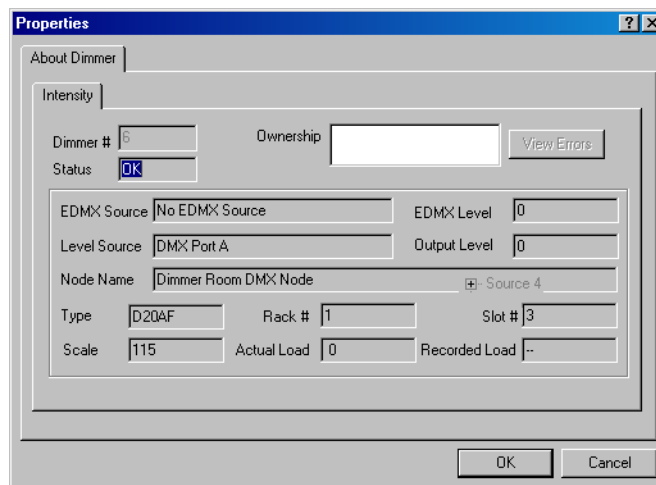 Properties
About Dimmer
Intensity
Dimmer # 6 Ownership View Errors
Status OK
EDMX Source No EDMX Source EDMX Level 0
Level Source DMX Port A Output Level 0
Node Name Dimmer Room DMX Node Source 4
Type D20AF Rack # 1 Slot # 3
Scale 115 Actual Load 0 Recorded Load --
OK Cancel